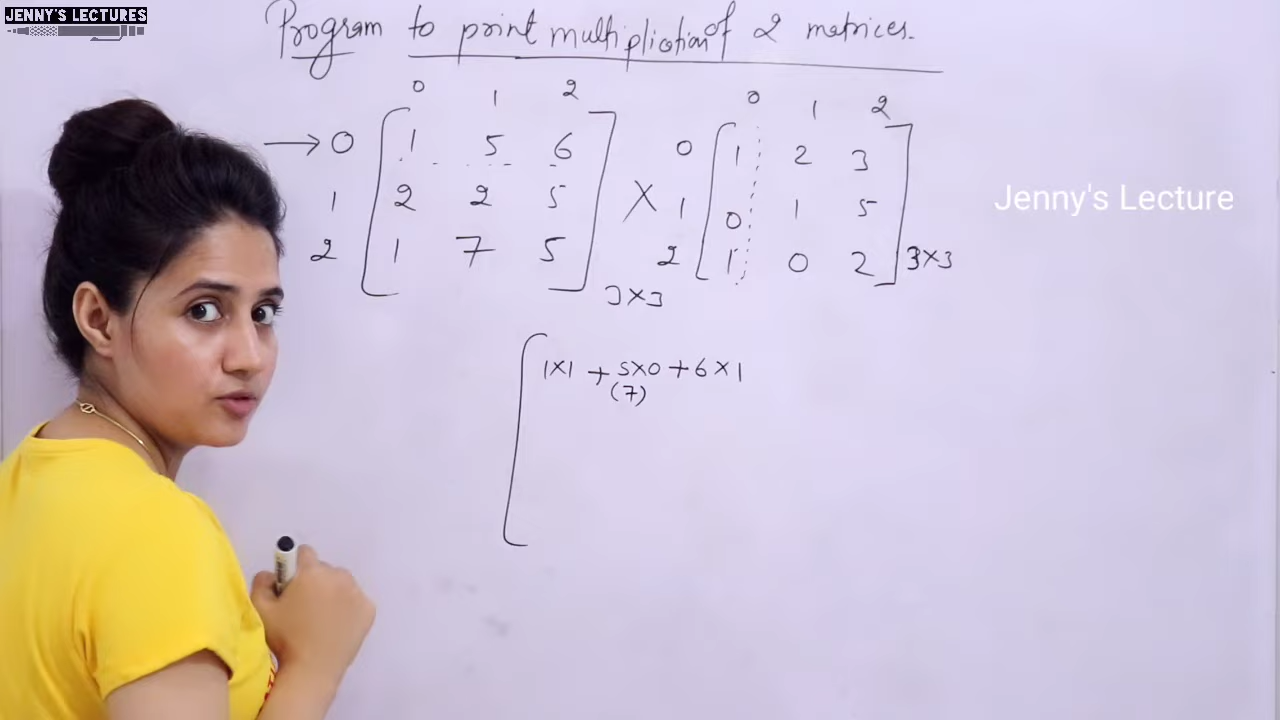 JENNY'S LECTURES
Program to print multiplication of 2 matrices.
0 1 2 0 1 2
→ 0 1 5 6 0 1 2 3
1 2 2 5 X 1 0 1 5
2 1 7 5 2 1 0 2
3×3 3×3
Jenny's Lecture
1×1 + 5×0 + 6×1
(7)